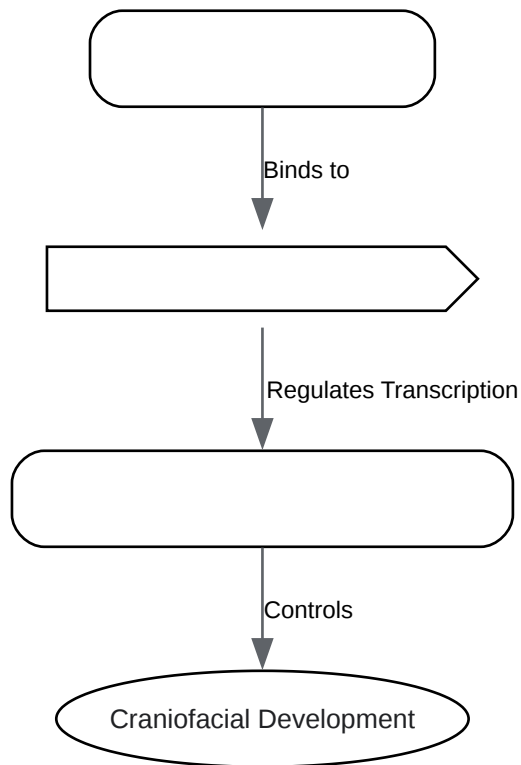 Binds to
Regulates Transcription
Controls
Craniofacial Development